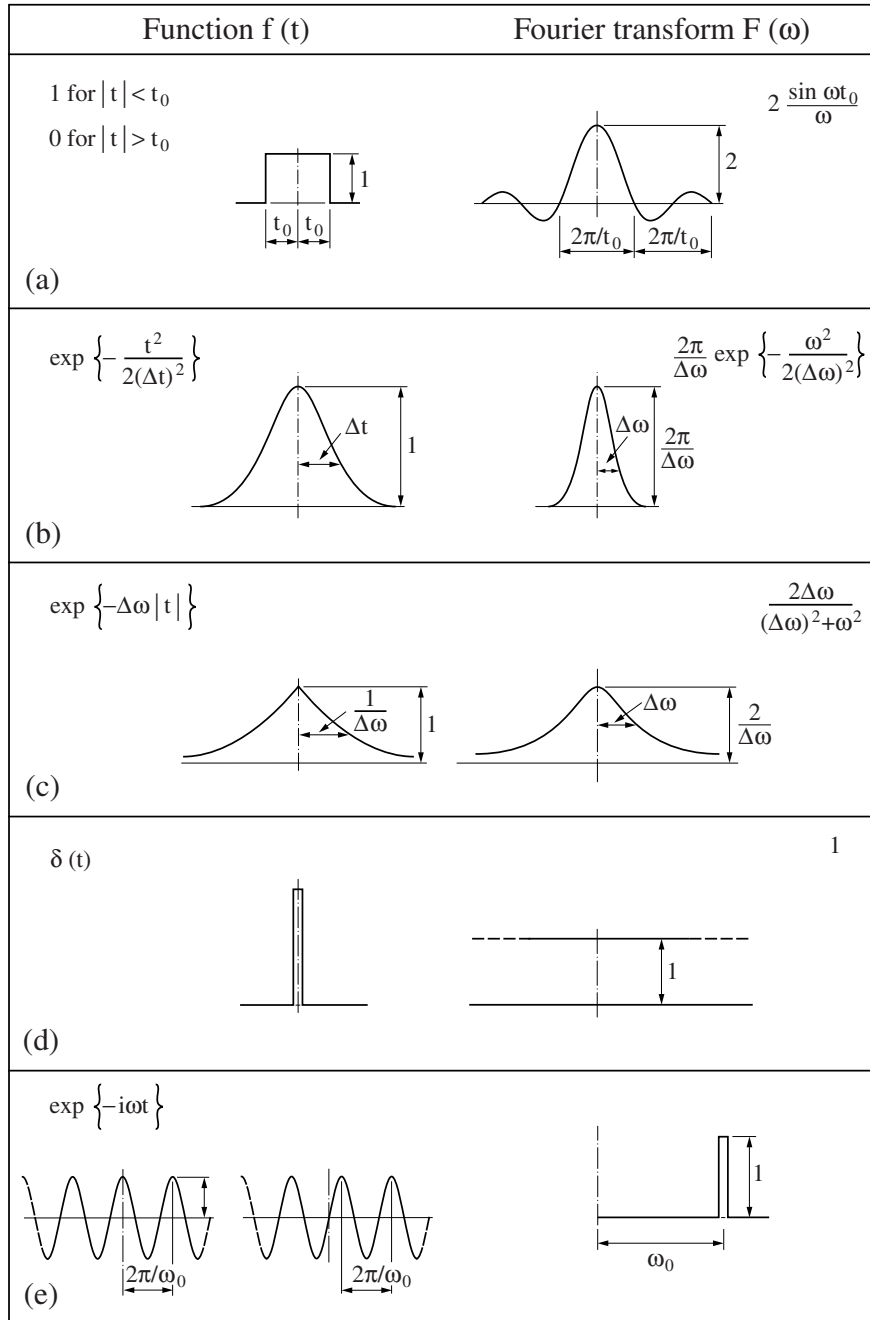 Function f (t)
Fourier transform F (ω)
1 for |t| < t₀
0 for |t| > t₀
2 sin ωt₀ / ω
1
t₀ t₀
2
2π/t₀ 2π/t₀
(a)
exp {- t² / 2(Δt)²}
2π / Δω exp {- ω² / 2(Δω)²}
Δt
1
Δω
2π / Δω
(b)
exp {-Δω |t|}
2Δω / (Δω)²+ω²
1 / Δω
1
Δω
2 / Δω
(c)
δ (t)
1
1
(d)
exp {-iωt}
1
2π/ω₀
2π/ω₀
ω₀
(e)